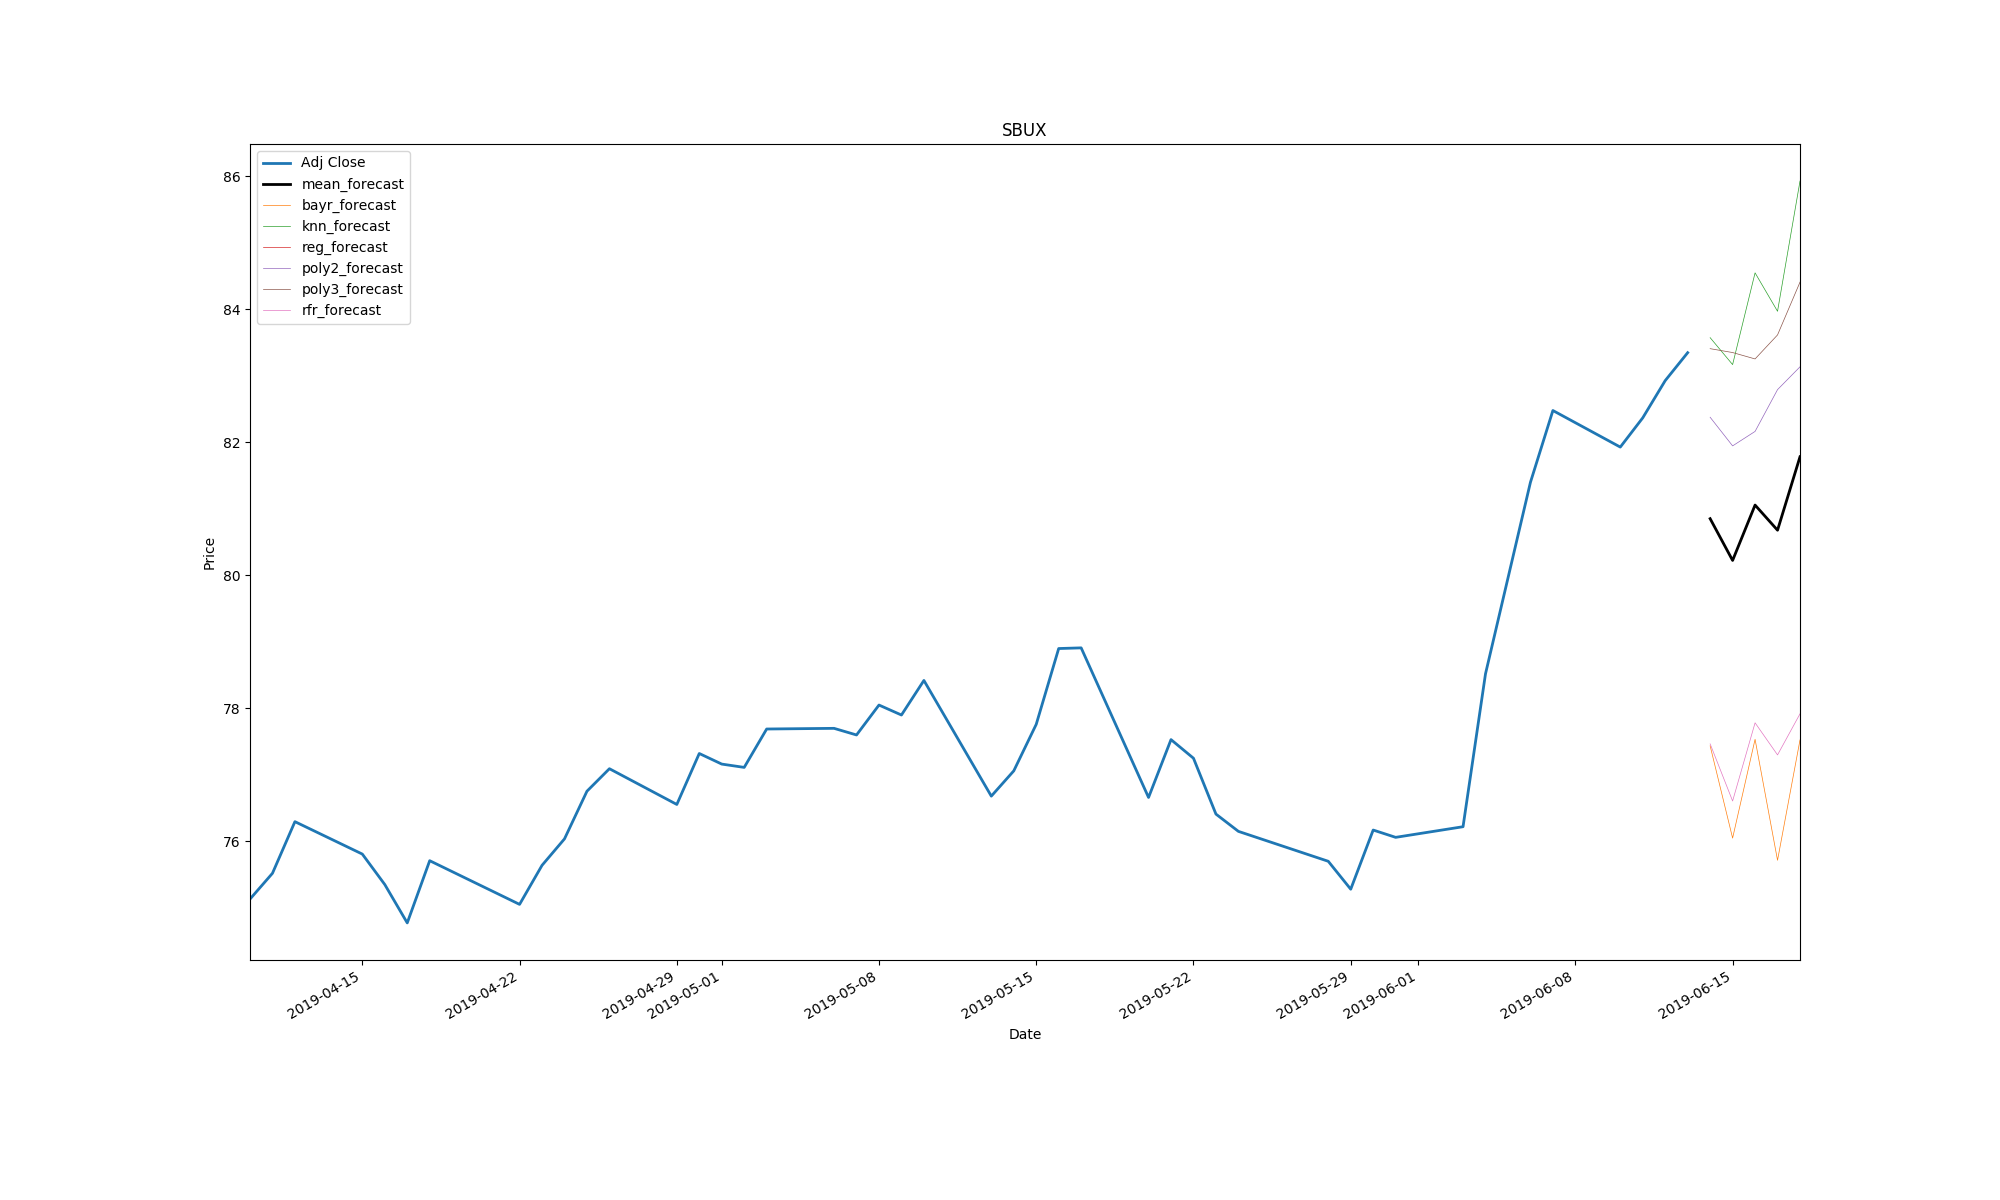 SBUX
Adj Close
mean_forecast
bayr_forecast
knn_forecast
reg_forecast
poly2_forecast
poly3_forecast
rfr_forecast
86
84
82
80
78
76
Price
2019-04-15
2019-04-22
2019-04-29
2019-05-01
2019-05-08
2019-05-15
2019-05-22
2019-05-29
2019-06-01
2019-06-08
2019-06-15
Date